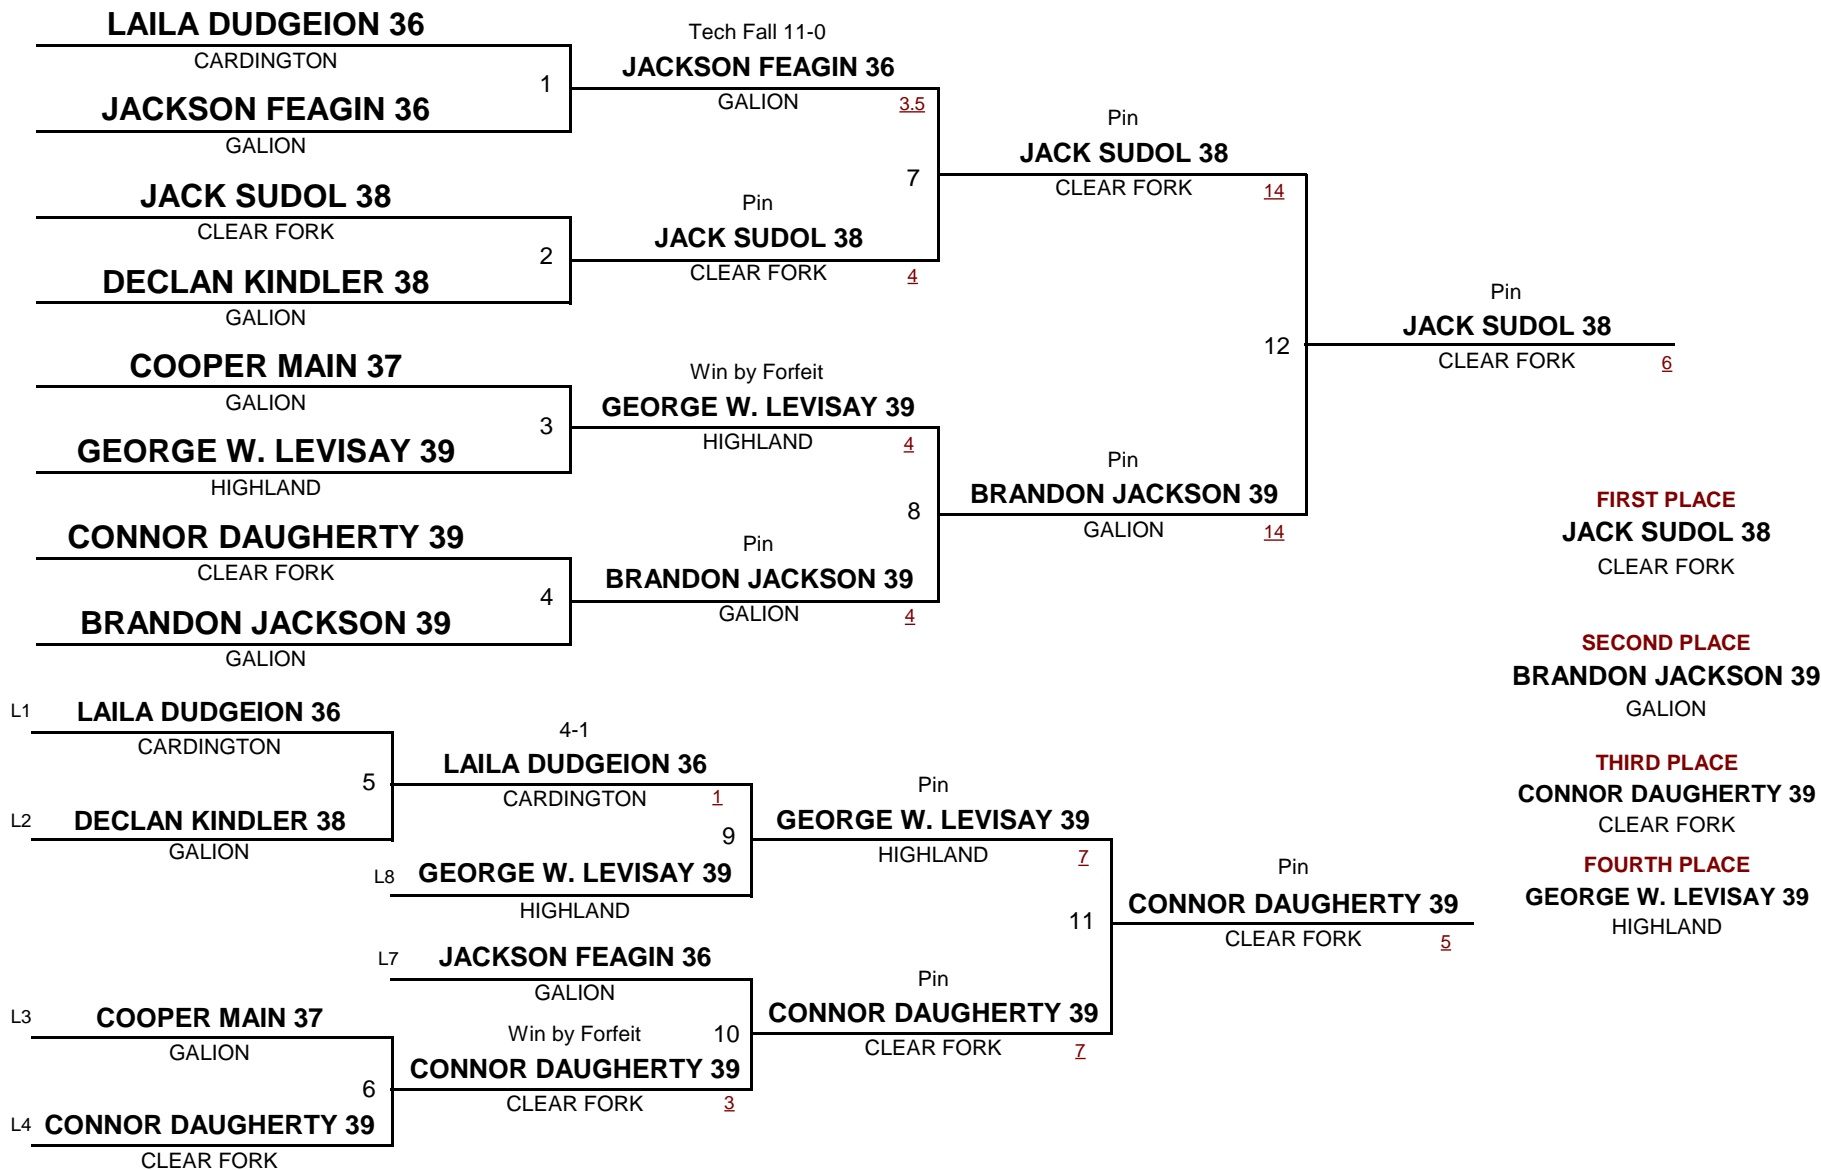 LAILA DUDGEION 36
CARDINGTON
1
JACKSON FEAGIN 36
GALION
Tech Fall 11-0
JACKSON FEAGIN 36
GALION
3.5
JACK SUDOL 38
CLEAR FORK
2
DECLAN KINDLER 38
GALION
Pin
JACK SUDOL 38
CLEAR FORK
4
7
Pin
JACK SUDOL 38
CLEAR FORK
14
COOPER MAIN 37
GALION
3
GEORGE W. LEVISAY 39
HIGHLAND
Win by Forfeit
GEORGE W. LEVISAY 39
HIGHLAND
4
CONNOR DAUGHERTY 39
CLEAR FORK
4
BRANDON JACKSON 39
GALION
Pin
BRANDON JACKSON 39
GALION
4
8
Pin
BRANDON JACKSON 39
GALION
14
12
Pin
JACK SUDOL 38
CLEAR FORK
6
FIRST PLACE
JACK SUDOL 38
CLEAR FORK
SECOND PLACE
BRANDON JACKSON 39
GALION
THIRD PLACE
CONNOR DAUGHERTY 39
CLEAR FORK
FOURTH PLACE
GEORGE W. LEVISAY 39
HIGHLAND
L1 LAILA DUDGEION 36
CARDINGTON
5
L2 DECLAN KINDLER 38
GALION
4-1
LAILA DUDGEION 36
CARDINGTON
1
9
L8 GEORGE W. LEVISAY 39
HIGHLAND
Pin
GEORGE W. LEVISAY 39
HIGHLAND
7
L7 JACKSON FEAGIN 36
GALION
L3 COOPER MAIN 37
GALION
6
L4 CONNOR DAUGHERTY 39
CLEAR FORK
Win by Forfeit
10
CONNOR DAUGHERTY 39
CLEAR FORK
3
Pin
CONNOR DAUGHERTY 39
CLEAR FORK
7
11
Pin
CONNOR DAUGHERTY 39
CLEAR FORK
5